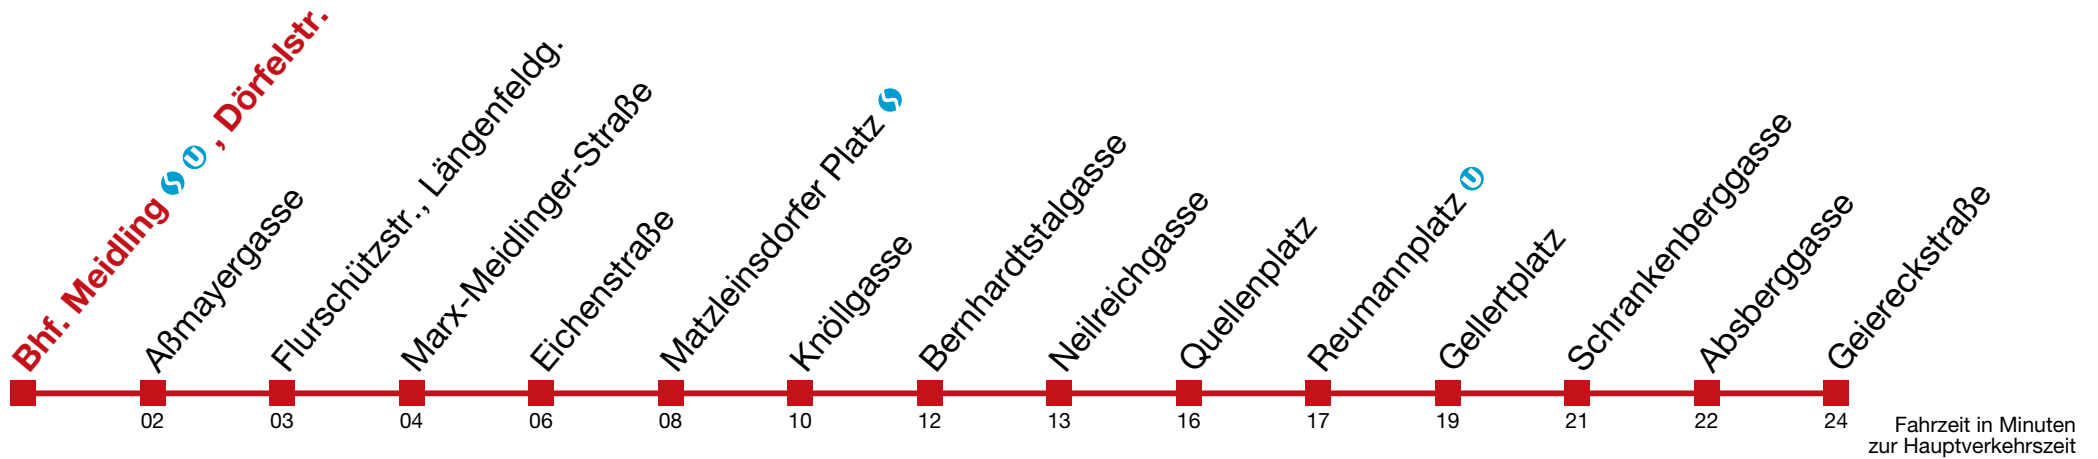 Bhf. Meidling S U , Dörfelstr.
Aßmayergasse
Flurschützstr., Längenfeldg.
Marx-Meidlinger-Straße
Eichenstraße
Matzleinsdorfer Platz S
Knöllgasse
Bernhardtstalgasse
Neilreichgasse
Quellenplatz
Reumannplatz U
Gellertplatz
Schrankenberggasse
Absberggasse
Geiereckstraße
02 03 04 06 08 10 12 13 16 17 19 21 22 24
Fahrzeit in Minuten
zur Hauptverkehrszeit